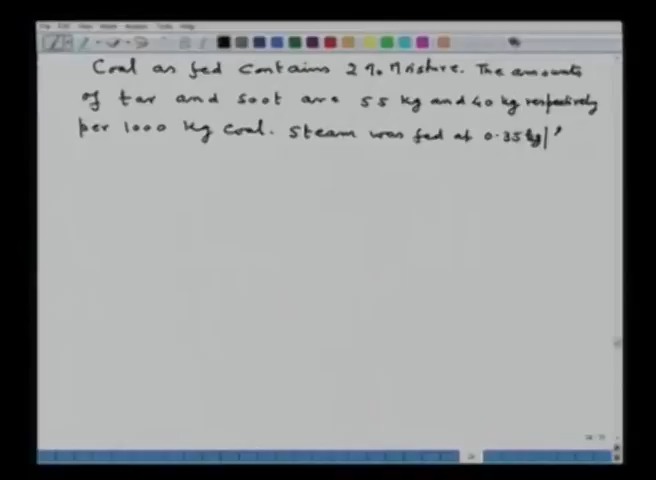 Coal as fed contains 2 % Moisture. The amounts
of tar and soot are 55 kg and 40 kg respectively
per 1000 kg coal. Steam was fed at 0.35 kg/